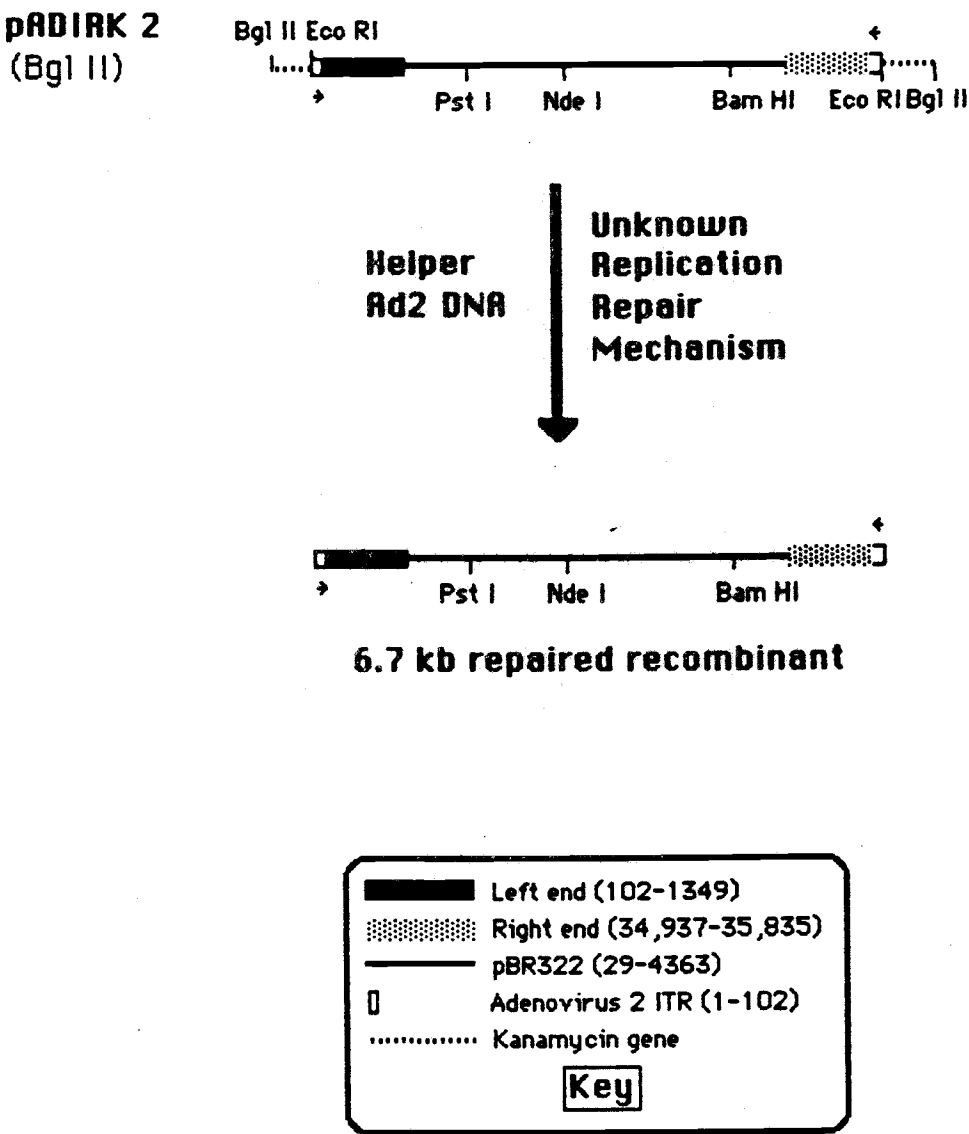 pADIRK 2
(Bgl II)
Bgl II Eco RI
Pst I Nde I Bam HI Eco RI Bgl II
Helper
Ad2 DNA
Unknown
Replication
Repair
Mechanism
Pst I Nde I Bam HI
6.7 kb repaired recombinant
Left end (102-1349)
Right end (34,937-35,835)
pBR322 (29-4363)
Adenovirus 2 ITR (1-102)
Kanamycin gene
Key